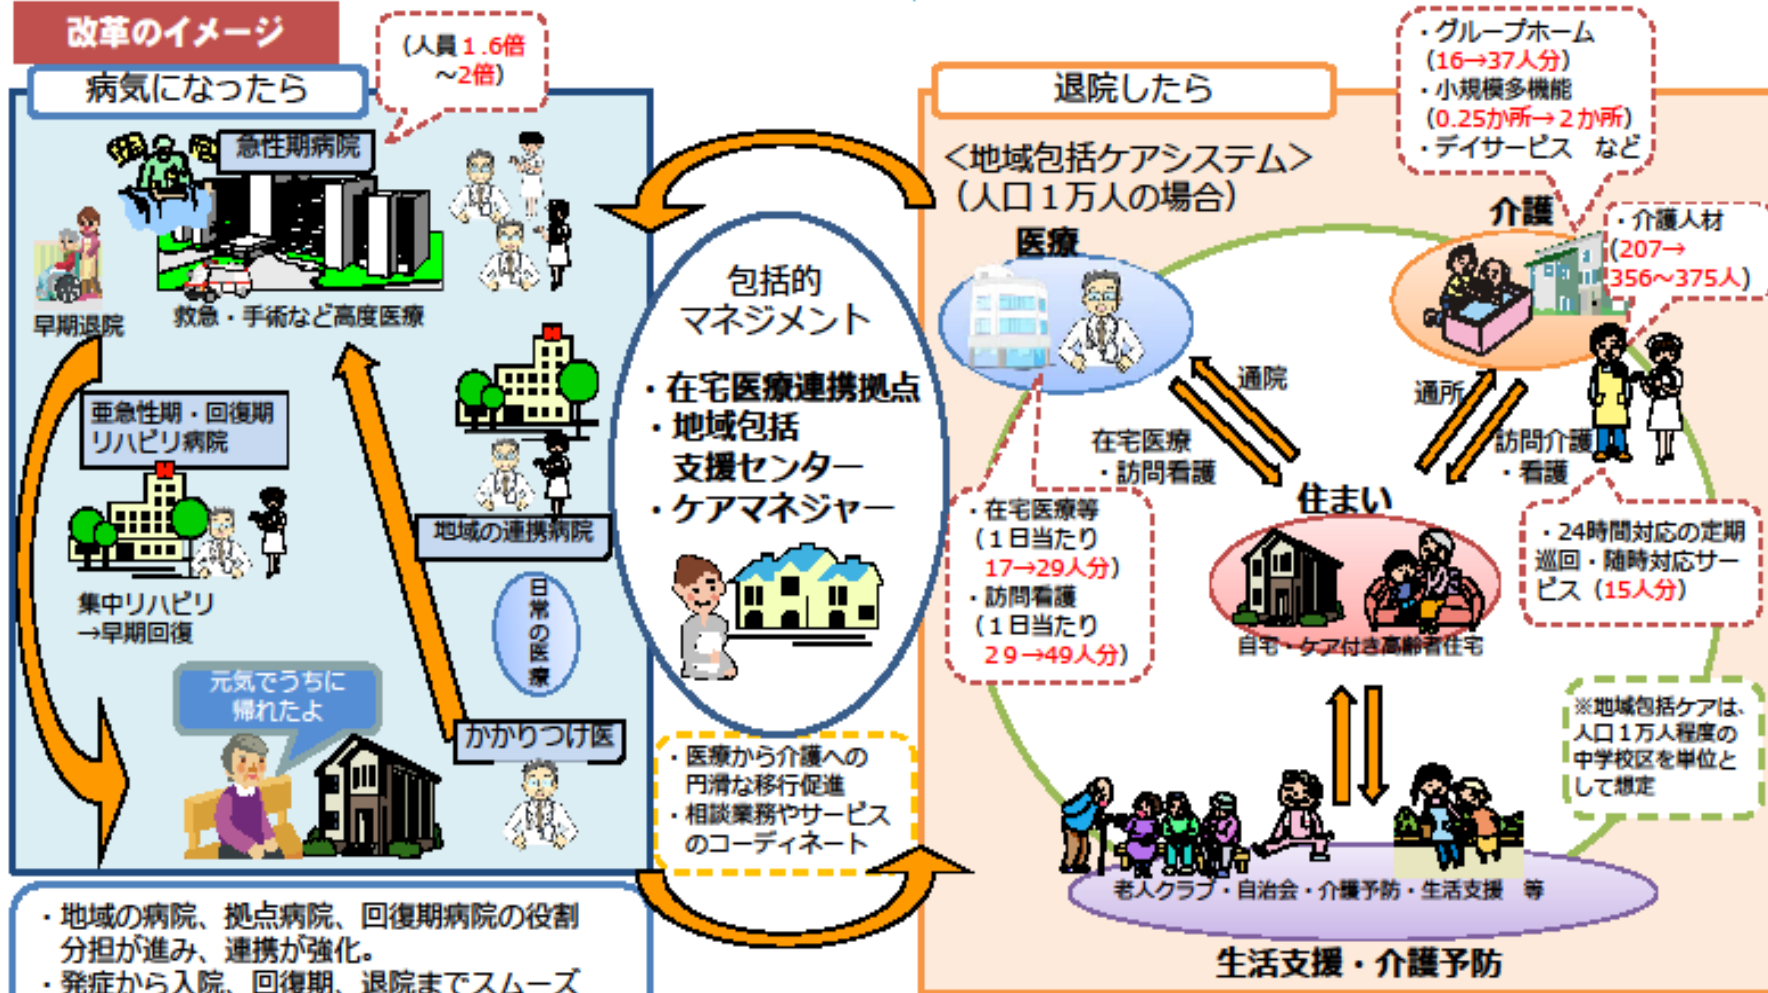 改革のイメージ
(人員１.6倍
～2倍)
病気になったら
急性期病院
救急・手術など高度医療
早期退院
亜急性期・回復期
リハビリ病院
集中リハビリ
→早期回復
地域の連携病院
日常の医療
かかりつけ医
元気でうちに
帰れたよ
・地域の病院、拠点病院、回復期病院の役割
分担が進み、連携が強化。
・発症から入院、回復期、退院までスムーズ
包括的
マネジメント
・在宅医療連携拠点
・地域包括
支援センター
・ケアマネジャー
・医療から介護への
円滑な移行促進
・相談業務やサービス
のコーディネート
退院したら
＜地域包括ケアシステム＞
（人口１万人の場合）
・グループホーム
(16→37人分)
・小規模多機能
(0.25か所→２か所)
・デイサービス　など
医療
介護
・介護人材
(207→
356～375人)
通院
在宅医療
・訪問看護
通所
訪問介護
・看護
・在宅医療等
(１日当たり
17→29人分)
・訪問看護
(１日当たり
２９→49人分)
住まい
自宅・ケア付き高齢者住宅
・24時間対応の定期
巡回・随時対応サー
ビス（15人分）
※地域包括ケアは、
人口１万人程度の
中学校区を単位と
して想定
老人クラブ・自治会・介護予防・生活支援　等
生活支援・介護予防